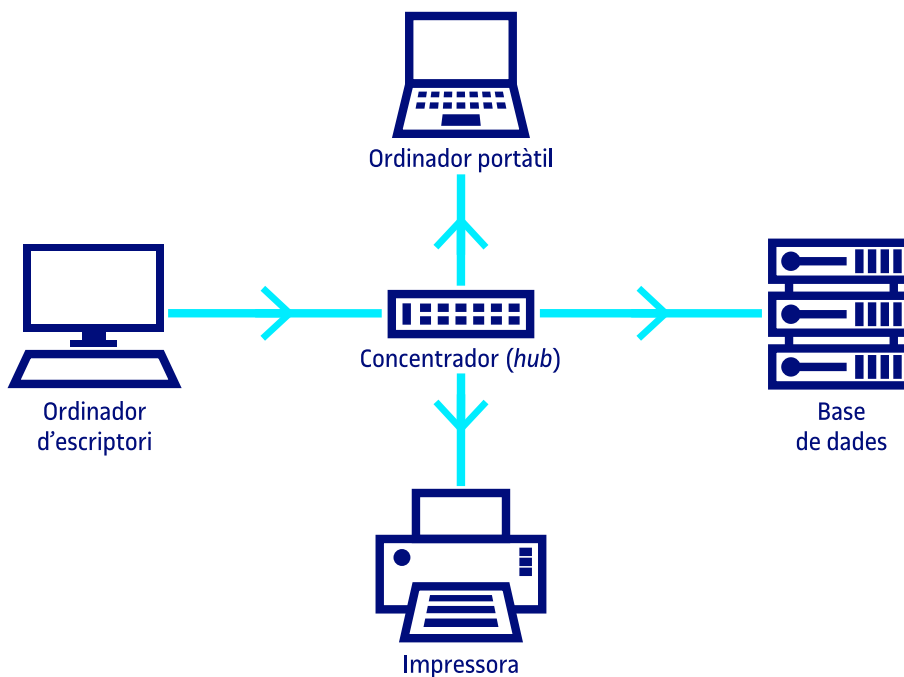 Ordinador portàtil
Concentrador (hub)
Ordinador
d'escriptori
Base
de dades
Impressora